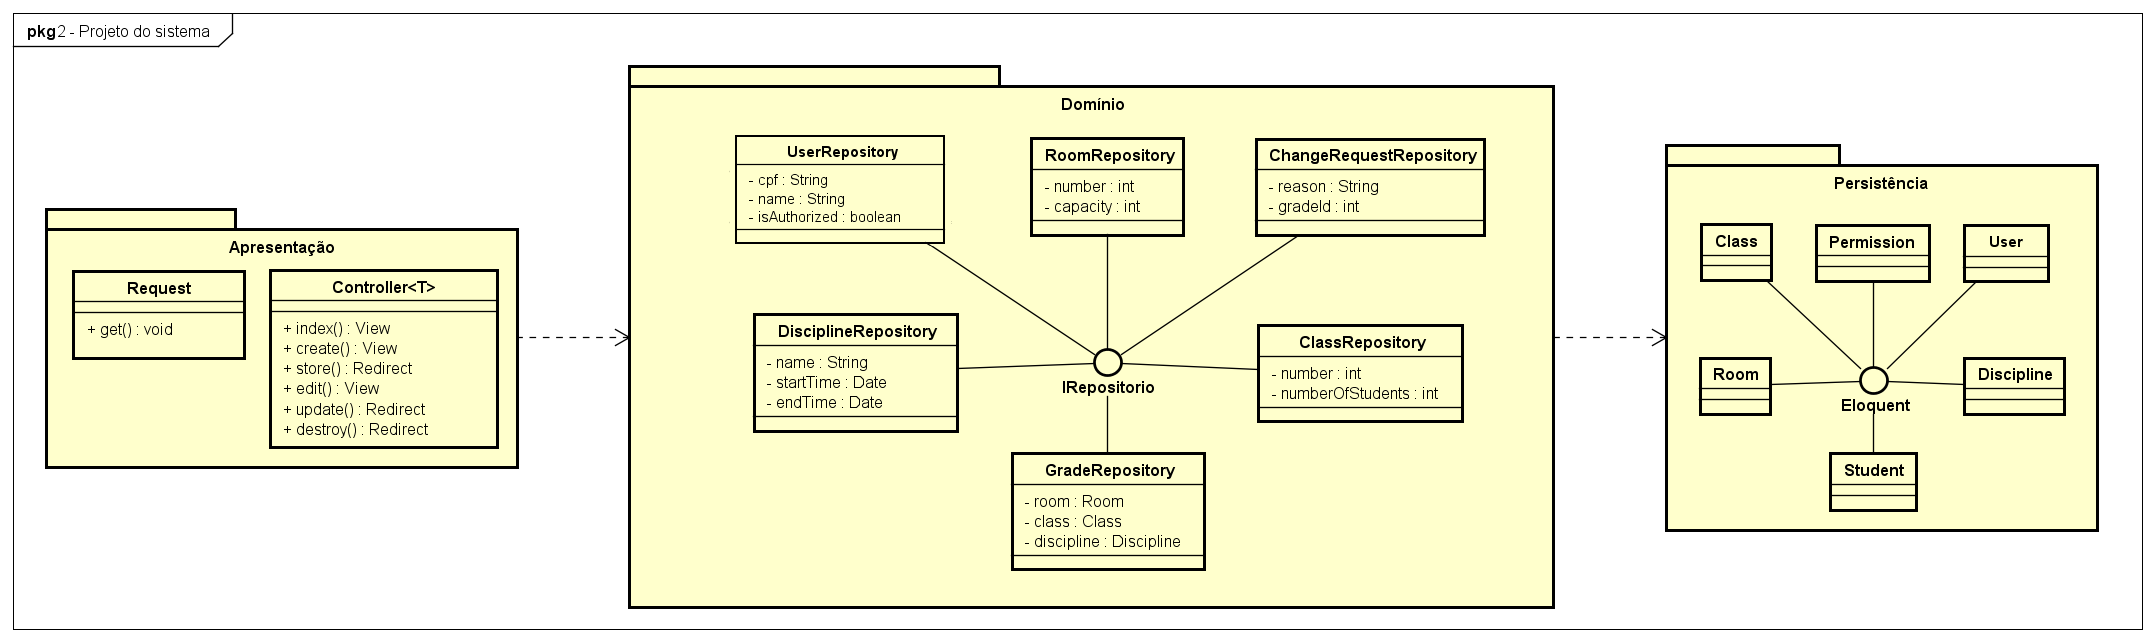 pkg 2 - Projeto do sistema
Apresentação
Request
+ get() : void
Controller<T>
+ index() : View
+ create() : View
+ store() : Redirect
+ edit() : View
+ update() : Redirect
+ destroy() : Redirect
Domínio
UserRepository
- cpf : String
- name : String
- isAuthorized : boolean
RoomRepository
- number : int
- capacity : int
ChangeRequestRepository
- reason : String
- gradeId : int
DisciplineRepository
- name : String
- startTime : Date
- endTime : Date
IRepositorio
ClassRepository
- number : int
- numberOfStudents : int
GradeRepository
- room : Room
- class : Class
- discipline : Discipline
Persistência
Class
Permission
User
Room
Eloquent
Discipline
Student